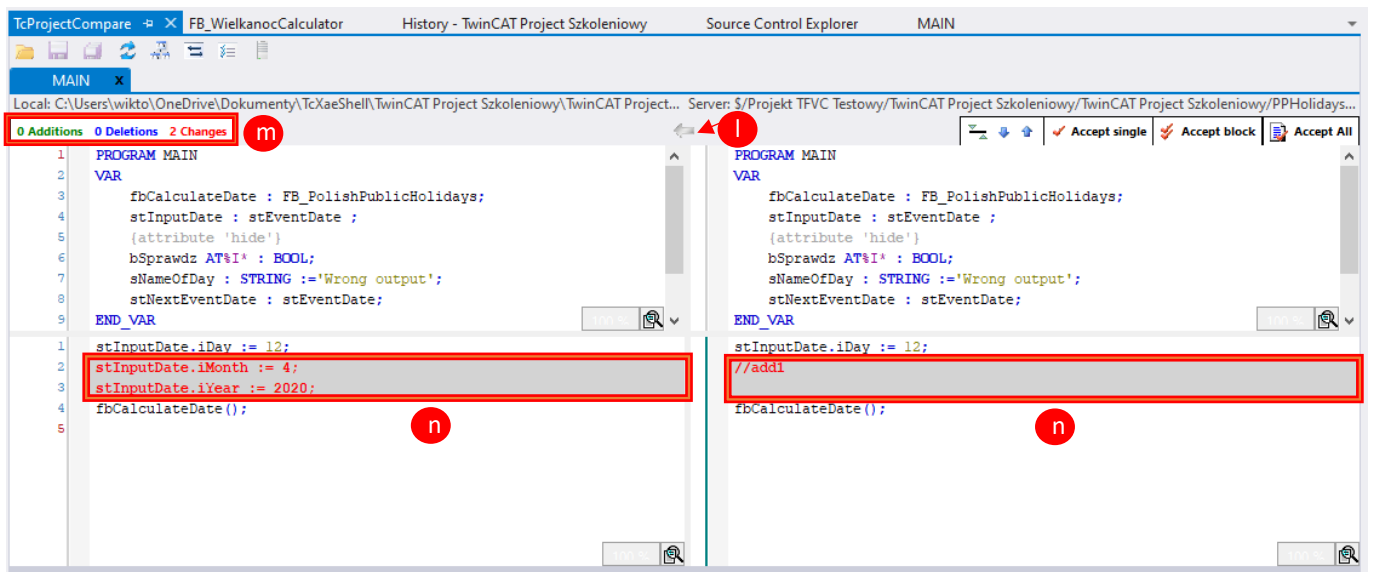 TcProjectCompare FB_WielkanocCalculator History - TwinCAT Project Szkoleniowy Source Control Explorer MAIN
MAIN x
Local: C:\Users\wikto\OneDrive\Dokumenty\TcXaeShell\TwinCAT Project Szkoleniowy\TwinCAT Project... Server: $/Projekt TFVC Testowy/TwinCAT Project Szkoleniowy/TwinCAT Project Szkoleniowy/PPHolidays...
0 Additions 0 Deletions 2 Changes m l Accept single Accept block Accept All
1 PROGRAM MAIN PROGRAM MAIN
2 VAR VAR
3 fbCalculateDate : FB_PolishPublicHolidays; fbCalculateDate : FB_PolishPublicHolidays;
4 stInputDate : stEventDate ; stInputDate : stEventDate ;
5 {attribute 'hide'} {attribute 'hide'}
6 bSprawdz AT%I* : BOOL; bSprawdz AT%I* : BOOL;
7 sNameOfDay : STRING :='Wrong output'; sNameOfDay : STRING :='Wrong output';
8 stNextEventDate : stEventDate; stNextEventDate : stEventDate;
9 END_VAR 100 % END_VAR 100 %
1 stInputDate.iDay := 12; stInputDate.iDay := 12;
2 stInputDate.iMonth := 4; //add1
3 stInputDate.iYear := 2020;
4 fbCalculateDate(); fbCalculateDate();
5 n n
100 % 100 %